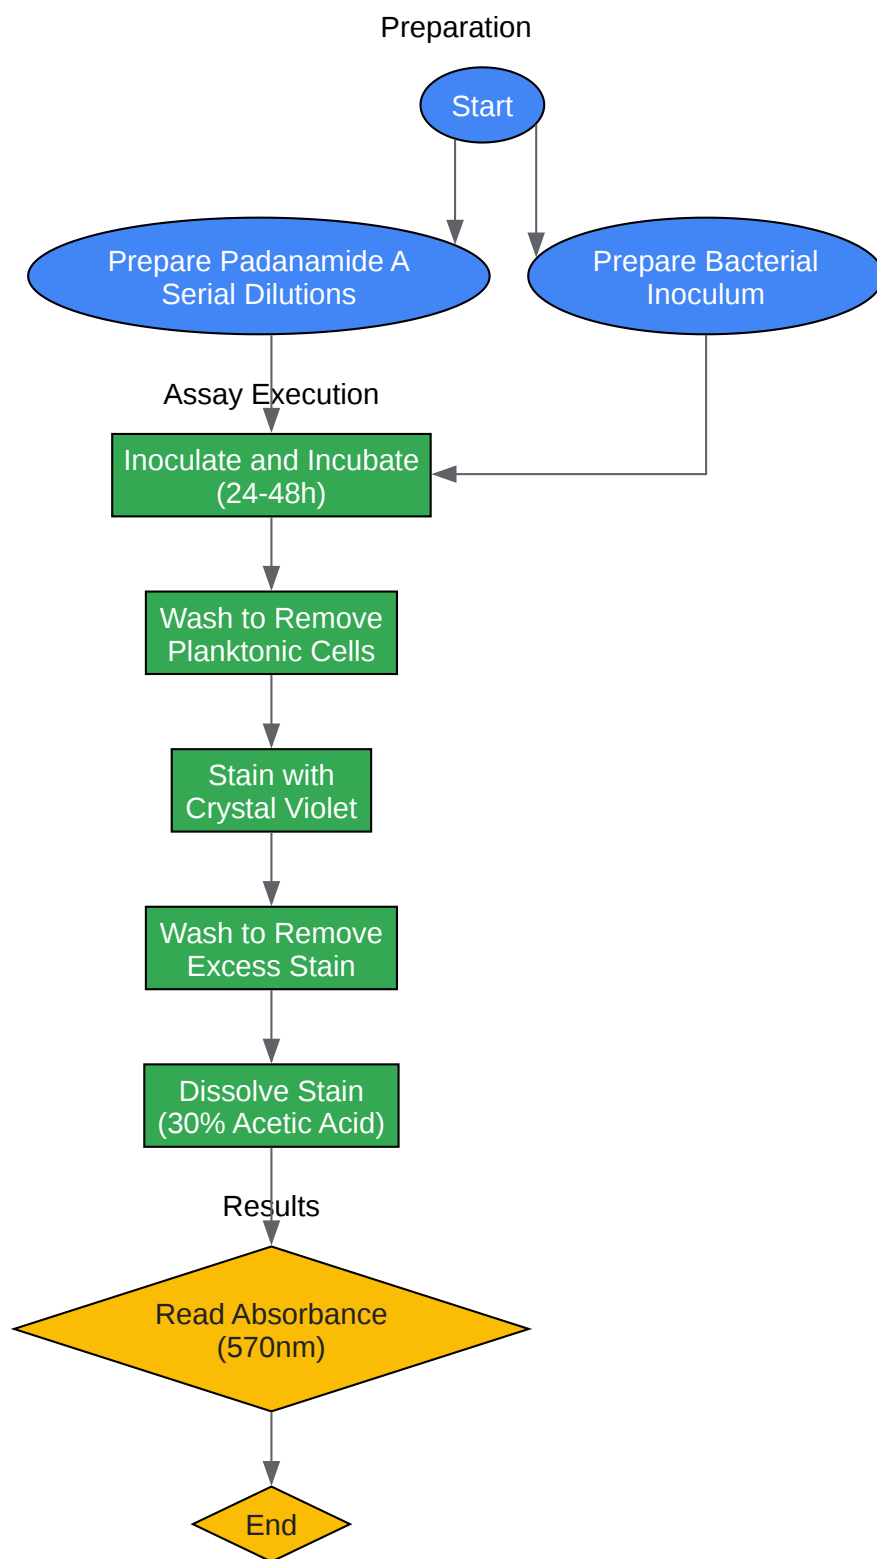 Preparation
Start
Prepare Padanamide A
Serial Dilutions
Prepare Bacterial
Inoculum
Assay Execution
Inoculate and Incubate
(24-48h)
Wash to Remove
Planktonic Cells
Stain with
Crystal Violet
Wash to Remove
Excess Stain
Dissolve Stain
(30% Acetic Acid)
Results
Read Absorbance
(570nm)
End